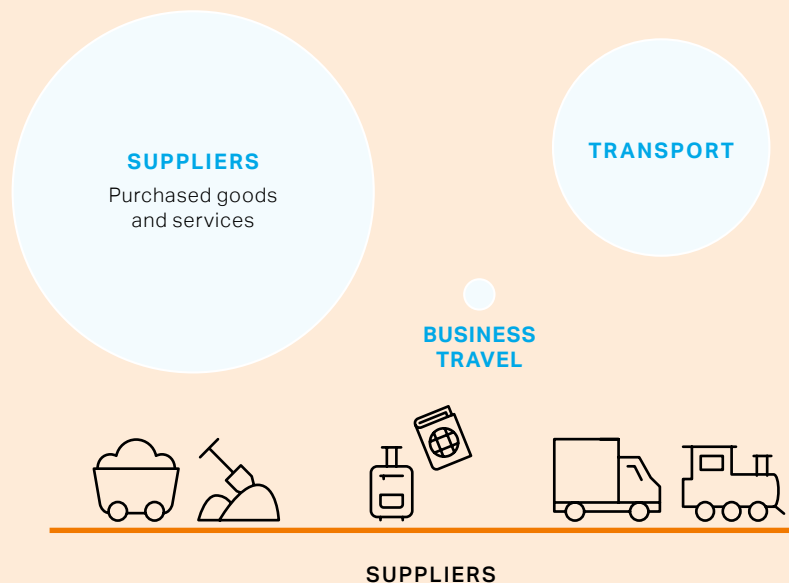 SUPPLIERS
Purchased goods
and services
TRANSPORT
BUSINESS
TRAVEL
SUPPLIERS